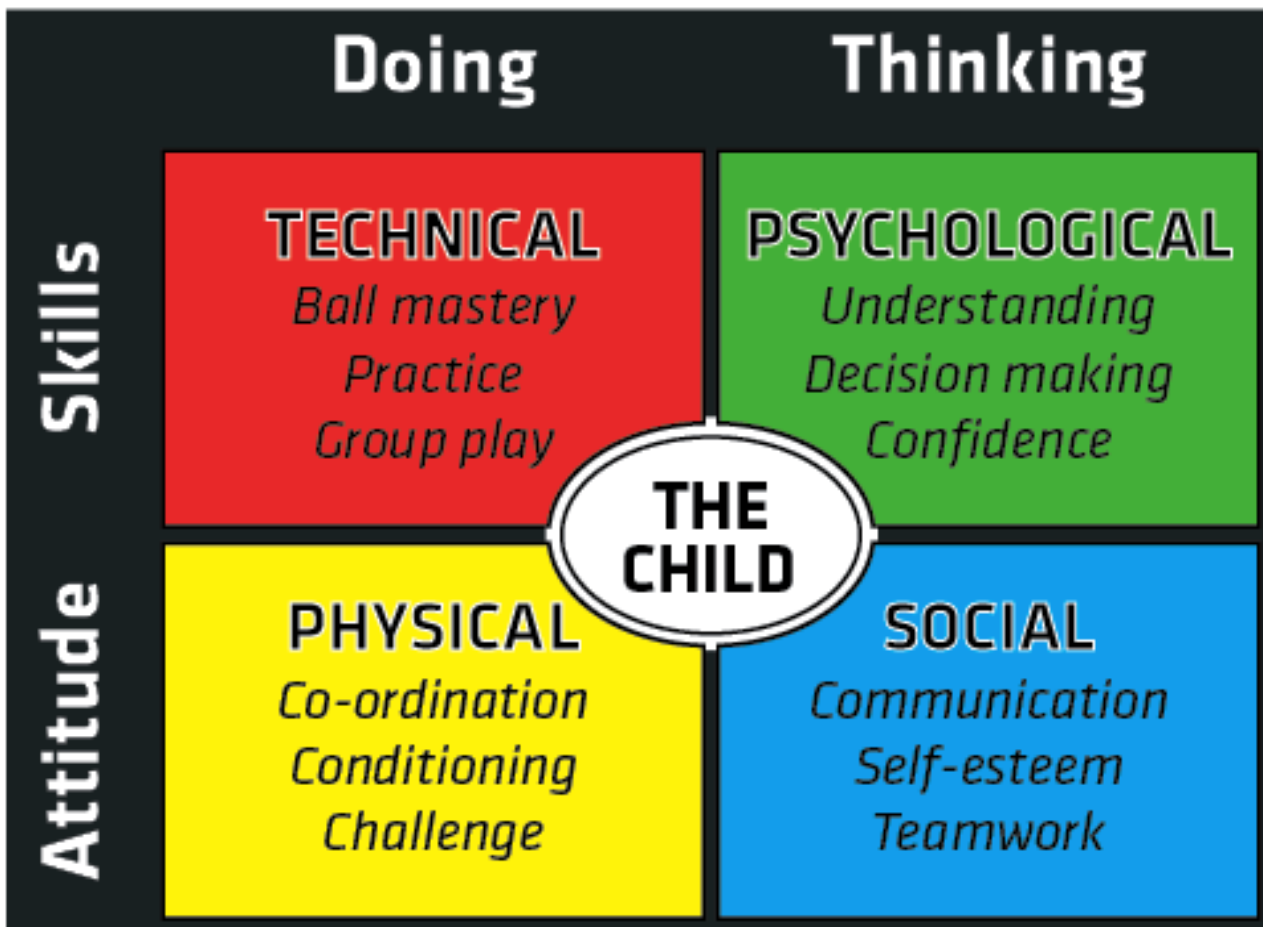 Doing
Thinking
Skills
TECHNICAL
Ball mastery
Practice
Group play
PSYCHOLOGICAL
Understanding
Decision making
Confidence
THE
CHILD
Attitude
PHYSICAL
Co-ordination
Conditioning
Challenge
SOCIAL
Communication
Self-esteem
Teamwork